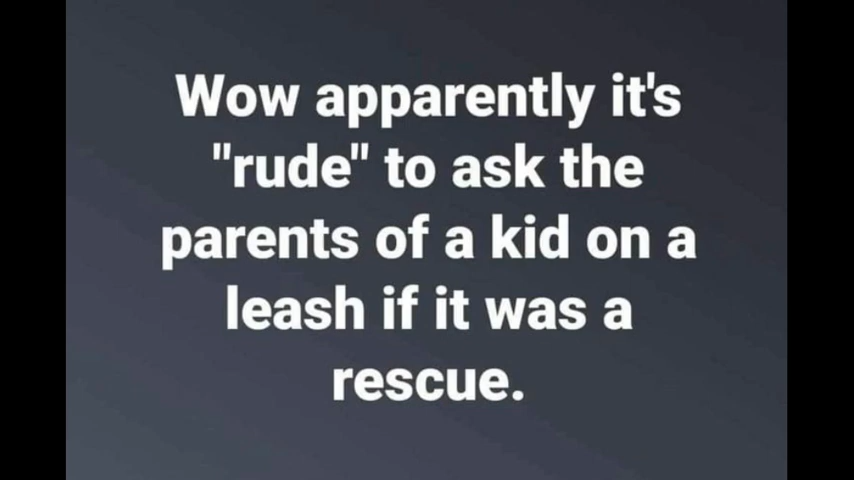 Wow apparently it's
"rude" to ask the
parents of a kid on a
leash if it was a
rescue.